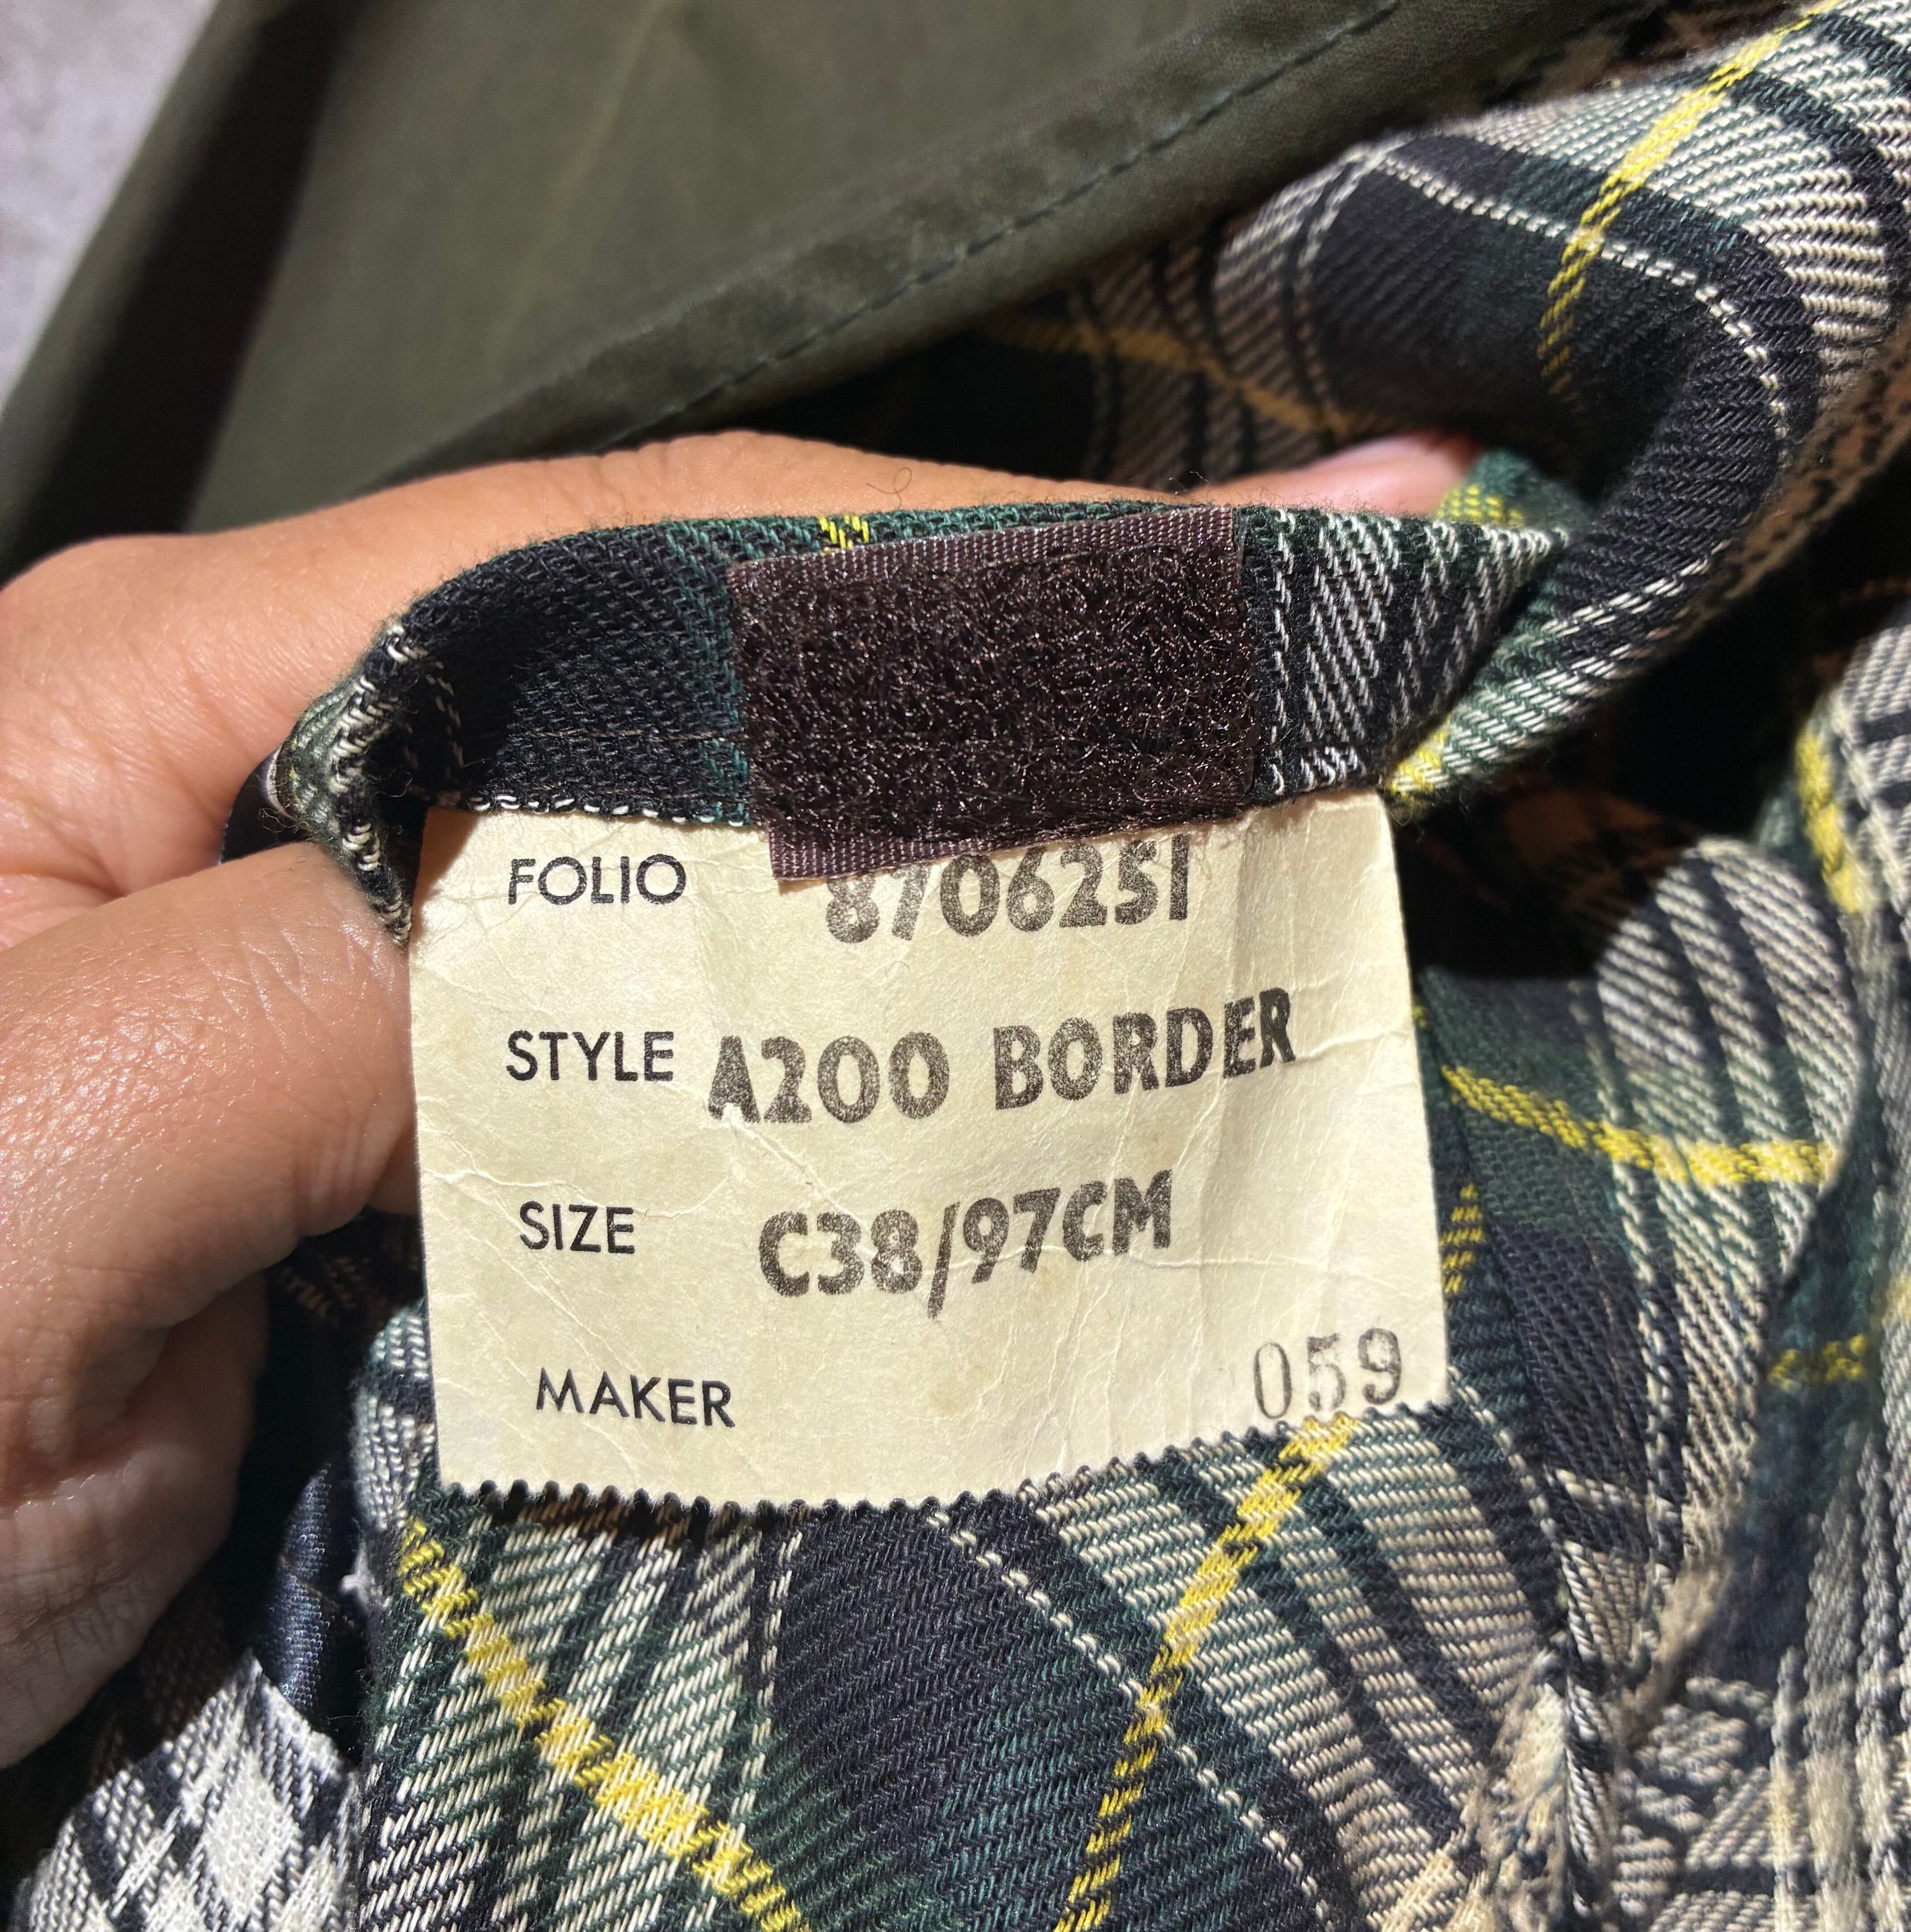 FOLIO 8706251
STYLE A200 BORDER
SIZE C38/97CM
059
MAKER